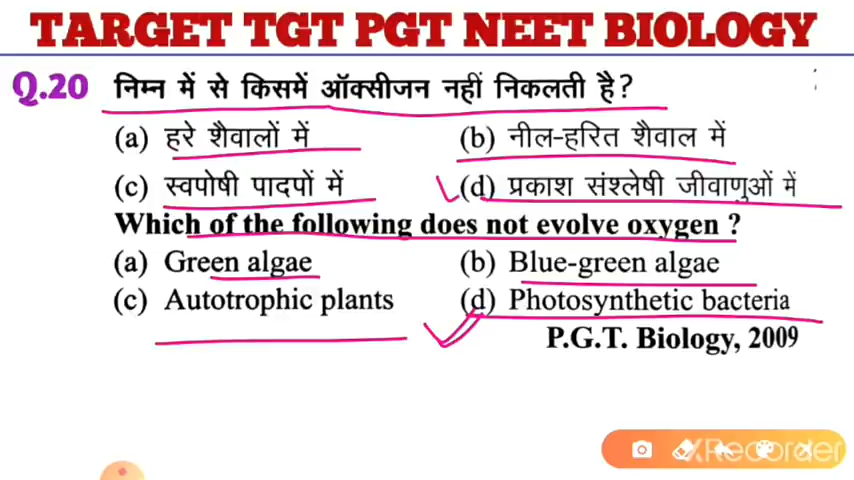 TARGET TGT PGT NEET BIOLOGY
Q.20 निम्न में से किसमें ऑक्सीजन नहीं निकलती है?
(a) हरे शैवालों में (b) नील-हरित शैवाल में
(c) स्वपोषी पादपों में (d) प्रकाश संश्लेषी जीवाणुओं में
Which of the following does not evolve oxygen ?
(a) Green algae (b) Blue-green algae
(c) Autotrophic plants (d) Photosynthetic bacteria
P.G.T. Biology, 2009
XRecorder